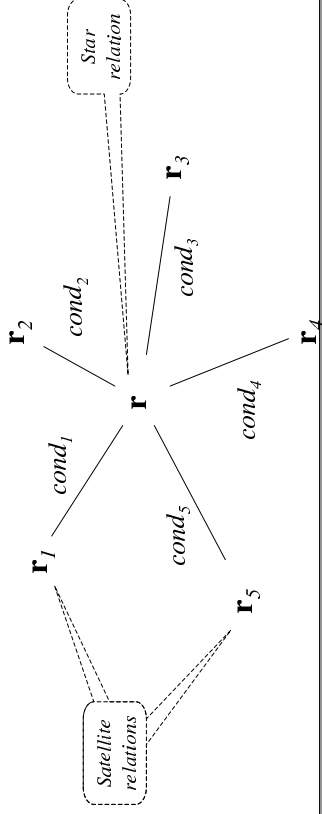 Star
relation
r2
cond2
r3
cond3
r
cond1
r1
r4
cond4
cond5
r5
Satellite
relations